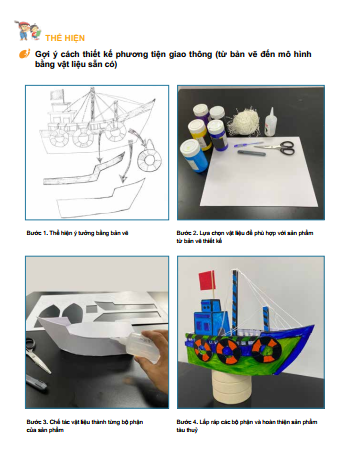 THỂ HIỆN
Gợi ý cách thiết kế phương tiện giao thông (từ bản vẽ đến mô hình
bằng vật liệu sẵn có)
Bước 1. Thể hiện ý tưởng bằng bản vẽ
Bước 2. Lựa chọn vật liệu để phù hợp với sản phẩm
từ bản vẽ thiết kế
Bước 3. Chế tác vật liệu thành từng bộ phận
của sản phẩm
Bước 4. Lắp ráp các bộ phận và hoàn thiện sản phẩm
tàu thuỷ